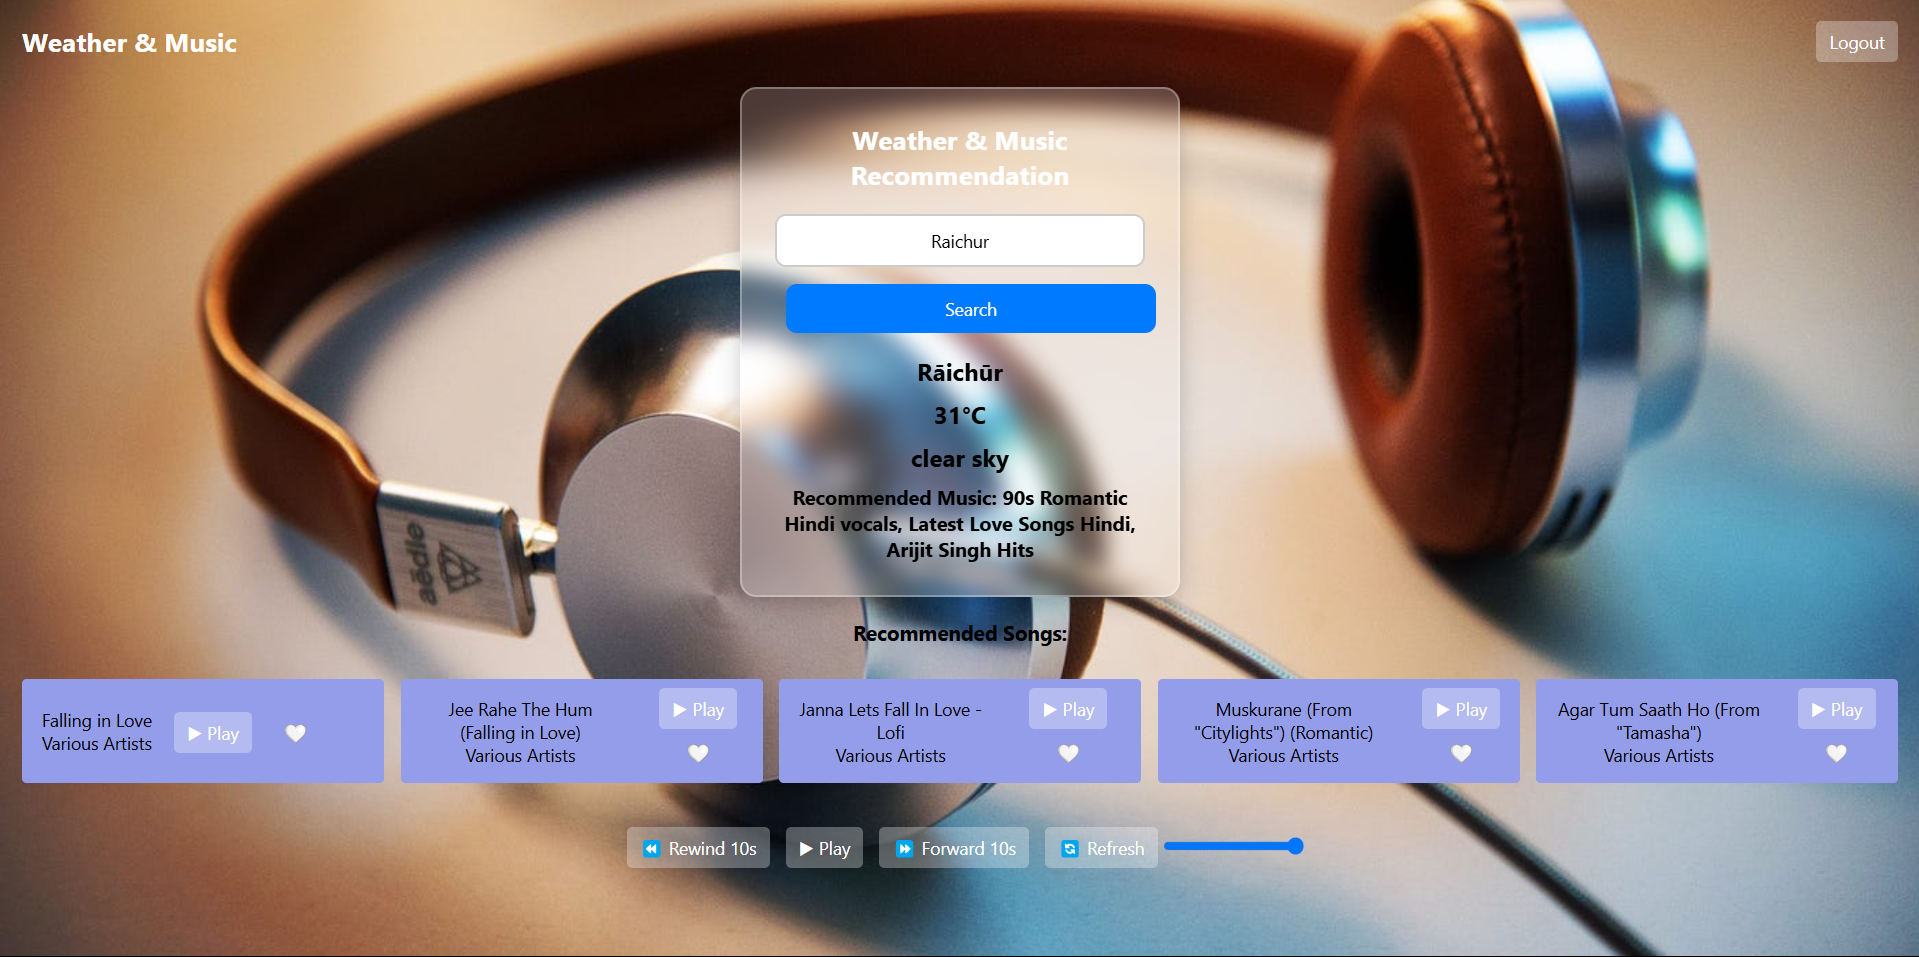 Weather & Music
Logout
Weather & Music
Recommendation
Raichur
Search
Rāichūr
31°C
clear sky
Recommended Music: 90s Romantic
Hindi vocals, Latest Love Songs Hindi,
Arijit Singh Hits
aëdle
Recommended Songs:
Falling in Love
Various Artists
▶ Play
Jee Rahe The Hum
(Falling in Love)
Various Artists
▶ Play
Janna Lets Fall In Love -
Lofi
Various Artists
▶ Play
Muskurane (From
"Citylights") (Romantic)
Various Artists
▶ Play
Agar Tum Saath Ho (From
"Tamasha")
Various Artists
▶ Play
⏪ Rewind 10s
▶ Play
⏩ Forward 10s
🔄 Refresh